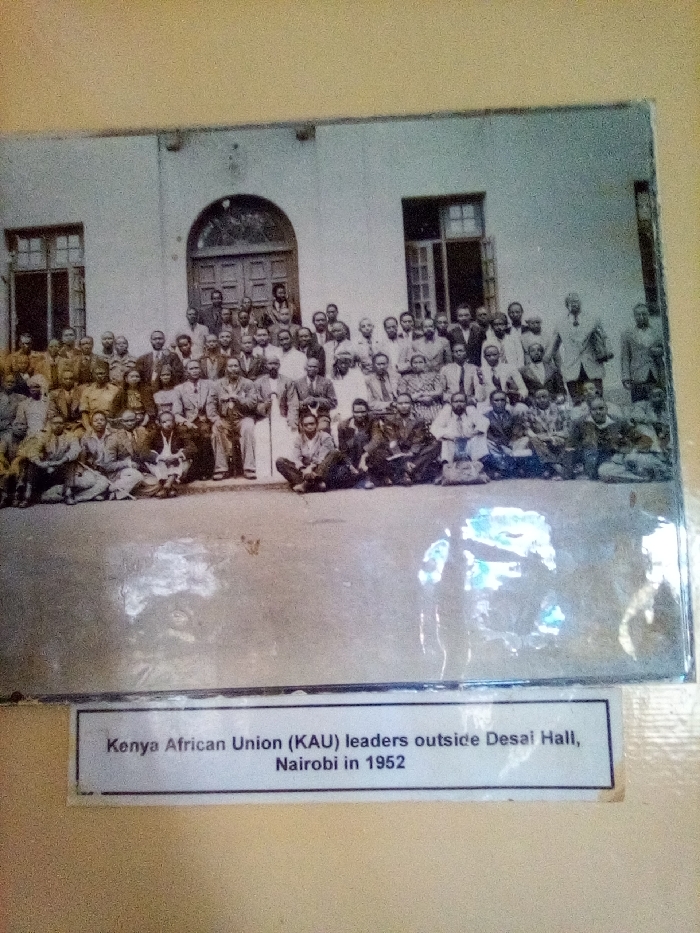 Kenya African Union (KAU) leaders outside Desai Hall,
Nairobi in 1952